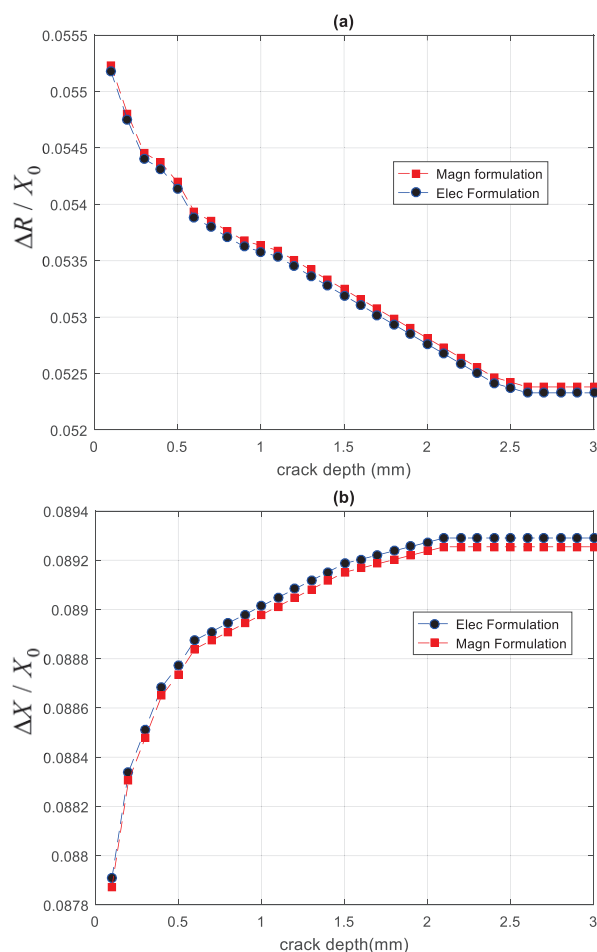 (a)
0.0555
0.055
0.0545
0.054
0.0535
0.053
0.0525
0.052
ΔR / X₀
Magn formulation
Elec Formulation
0 0.5 1 1.5 2 2.5 3
crack depth (mm)
(b)
0.0894
0.0892
0.089
0.0888
0.0886
0.0884
0.0882
0.088
0.0878
ΔX / X₀
Elec Formulation
Magn Formulation
0 0.5 1 1.5 2 2.5 3
crack depth(mm)